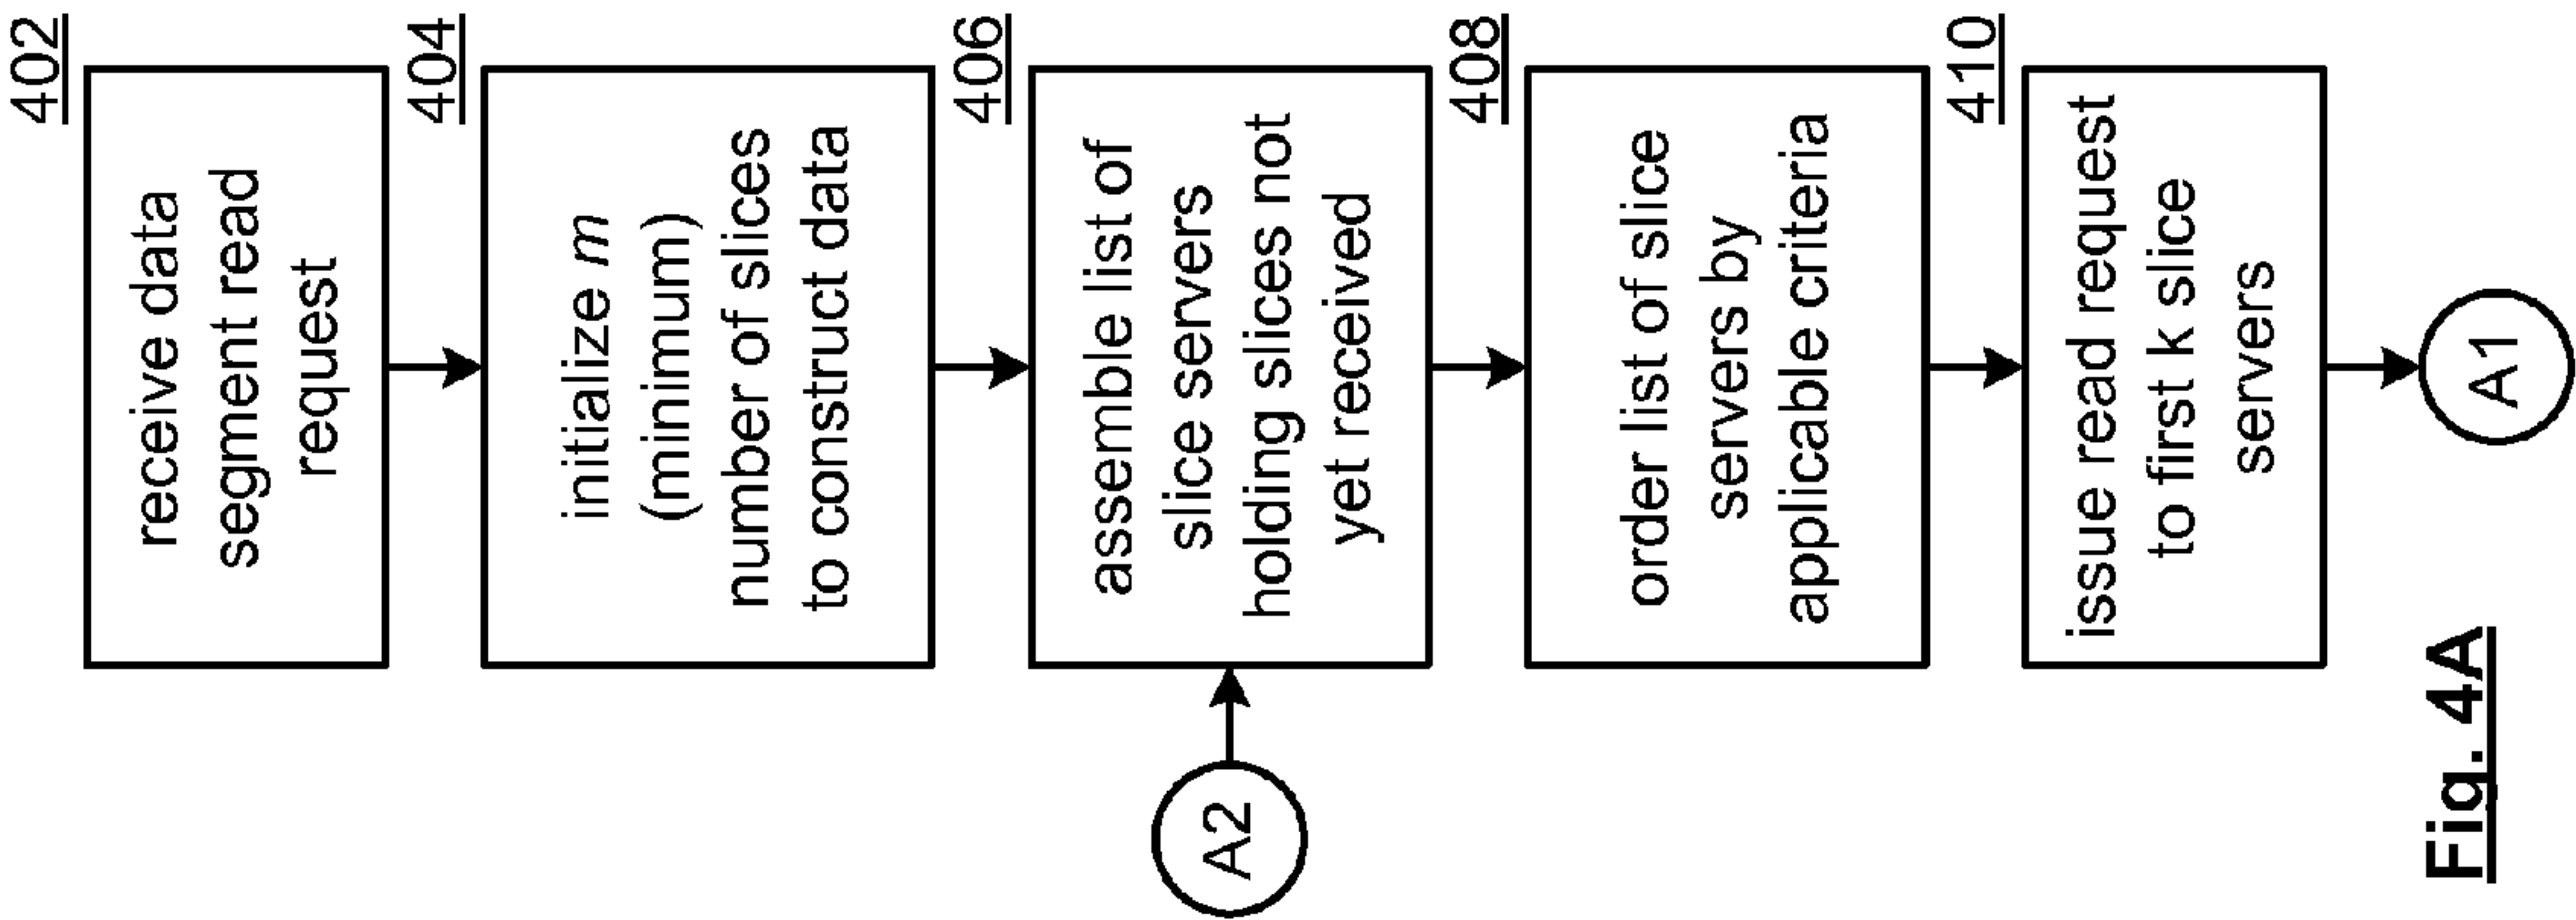 402
receive data
segment read
request
404
initialize m
(minimum)
number of slices
to construct data
406
assemble list of
slice servers
holding slices not
yet received
A2
408
order list of slice
servers by
applicable criteria
410
issue read request
to first k slice
servers
A1
Fig. 4A